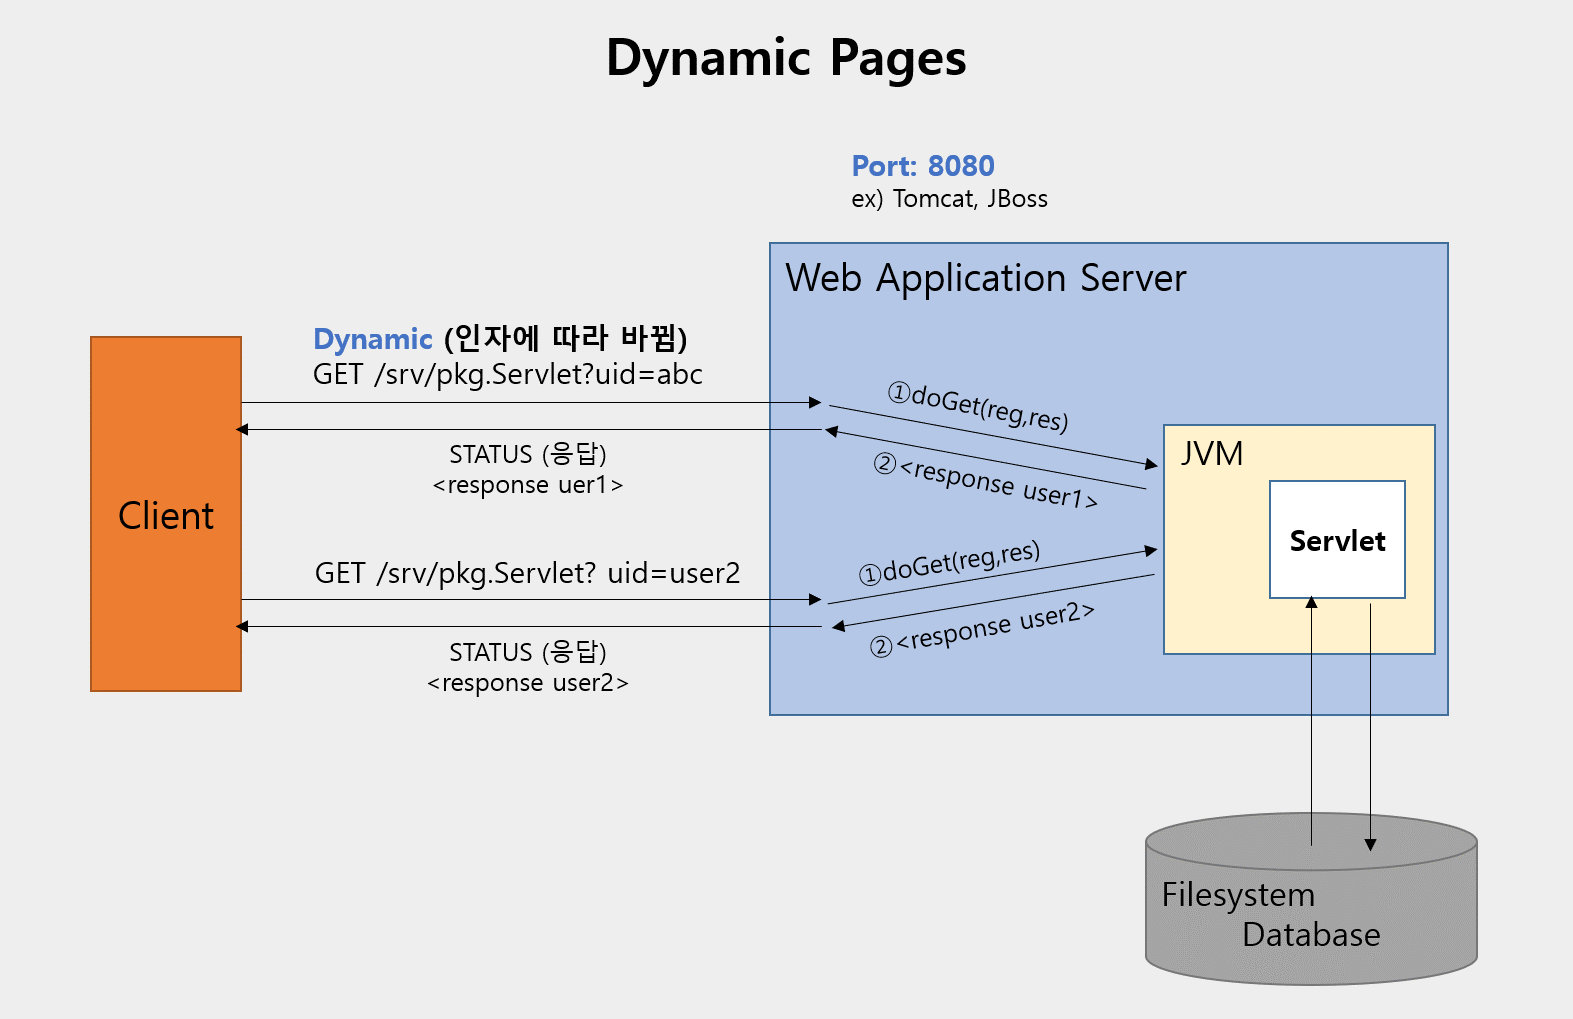 Dynamic Pages
Port: 8080
ex) Tomcat, JBoss
Web Application Server
Dynamic (인자에 따라 바뀜)
GET /srv/pkg.Servlet?uid=abc
①doGet(reg,res)
STATUS (응답)
<response uer1>
②<response user1>
JVM
Servlet
Client
GET /srv/pkg.Servlet? uid=user2
①doGet(reg,res)
STATUS (응답)
<response user2>
②<response user2>
Filesystem
Database